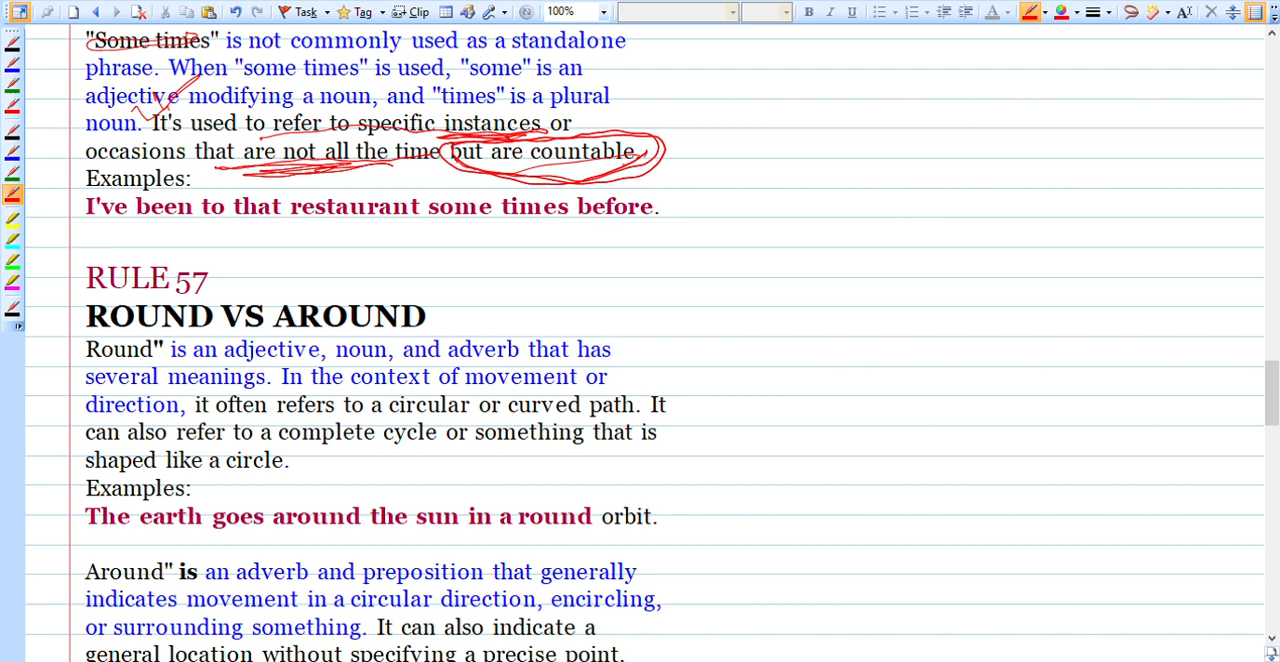 Task Tag Clip 100% B I U
"Some times" is not commonly used as a standalone
phrase. When "some times" is used, "some" is an
adjective modifying a noun, and "times" is a plural
noun. It's used to refer to specific instances or
occasions that are not all the time but are countable.
Examples:
I've been to that restaurant some times before.
RULE 57
ROUND VS AROUND
Round" is an adjective, noun, and adverb that has
several meanings. In the context of movement or
direction, it often refers to a circular or curved path. It
can also refer to a complete cycle or something that is
shaped like a circle.
Examples:
The earth goes around the sun in a round orbit.
Around" is an adverb and preposition that generally
indicates movement in a circular direction, encircling,
or surrounding something. It can also indicate a
general location without specifying a precise point.